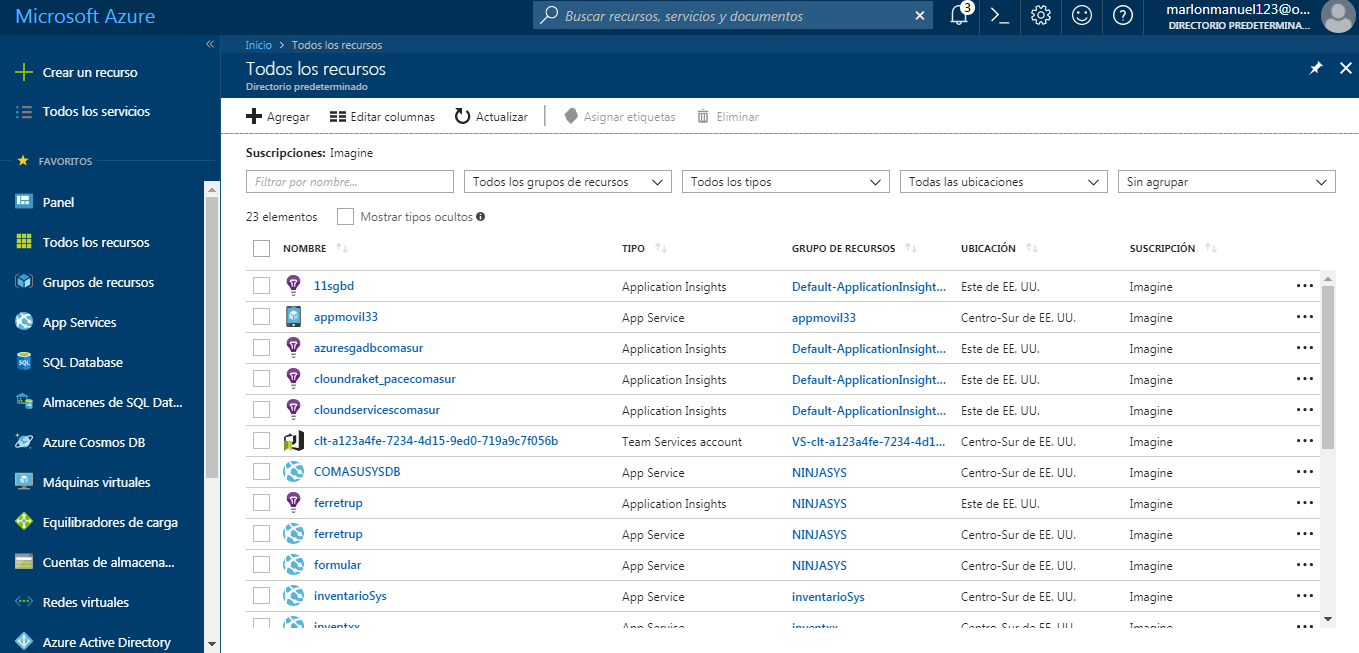 Microsoft Azure
Buscar recursos, servicios y documentos
3
marlonmanuel123@o...
DIRECTORIO PREDETERMINA...
Crear un recurso
Todos los servicios
FAVORITOS
Panel
Todos los recursos
Grupos de recursos
App Services
SQL Database
Almacenes de SQL Dat...
Azure Cosmos DB
Máquinas virtuales
Equilibradores de carga
Cuentas de almacena...
Redes virtuales
Azure Active Directory
Inicio > Todos los recursos
Todos los recursos
Directorio predeterminado
Agregar Editar columnas Actualizar Asignar etiquetas Eliminar
Suscripciones: Imagine
Filtrar por nombre... Todos los grupos de recursos Todos los tipos Todas las ubicaciones Sin agrupar
23 elementos Mostrar tipos ocultos
NOMBRE TIPO GRUPO DE RECURSOS UBICACIÓN SUSCRIPCIÓN
11sgbd Application Insights Default-ApplicationInsight... Este de EE. UU. Imagine
appmovil33 App Service appmovil33 Centro-Sur de EE. UU. Imagine
azuresgadbcomasur Application Insights Default-ApplicationInsight... Este de EE. UU. Imagine
cloundraket_pacecomasur Application Insights Default-ApplicationInsight... Este de EE. UU. Imagine
cloundservicescomasur Application Insights Default-ApplicationInsight... Este de EE. UU. Imagine
clt-a123a4fe-7234-4d15-9ed0-719a9c7f056b Team Services account VS-clt-a123a4fe-7234-4d1... Centro-Sur de EE. UU. Imagine
COMASUSYSDB App Service NINJASYS Centro-Sur de EE. UU. Imagine
ferretrup Application Insights NINJASYS Este de EE. UU. Imagine
ferretrup App Service NINJASYS Centro-Sur de EE. UU. Imagine
formular App Service NINJASYS Centro-Sur de EE. UU. Imagine
inventarioSys App Service inventarioSys Centro-Sur de EE. UU. Imagine
inventxx App Service inventxx Centro-Sur de EE. UU. Imagine